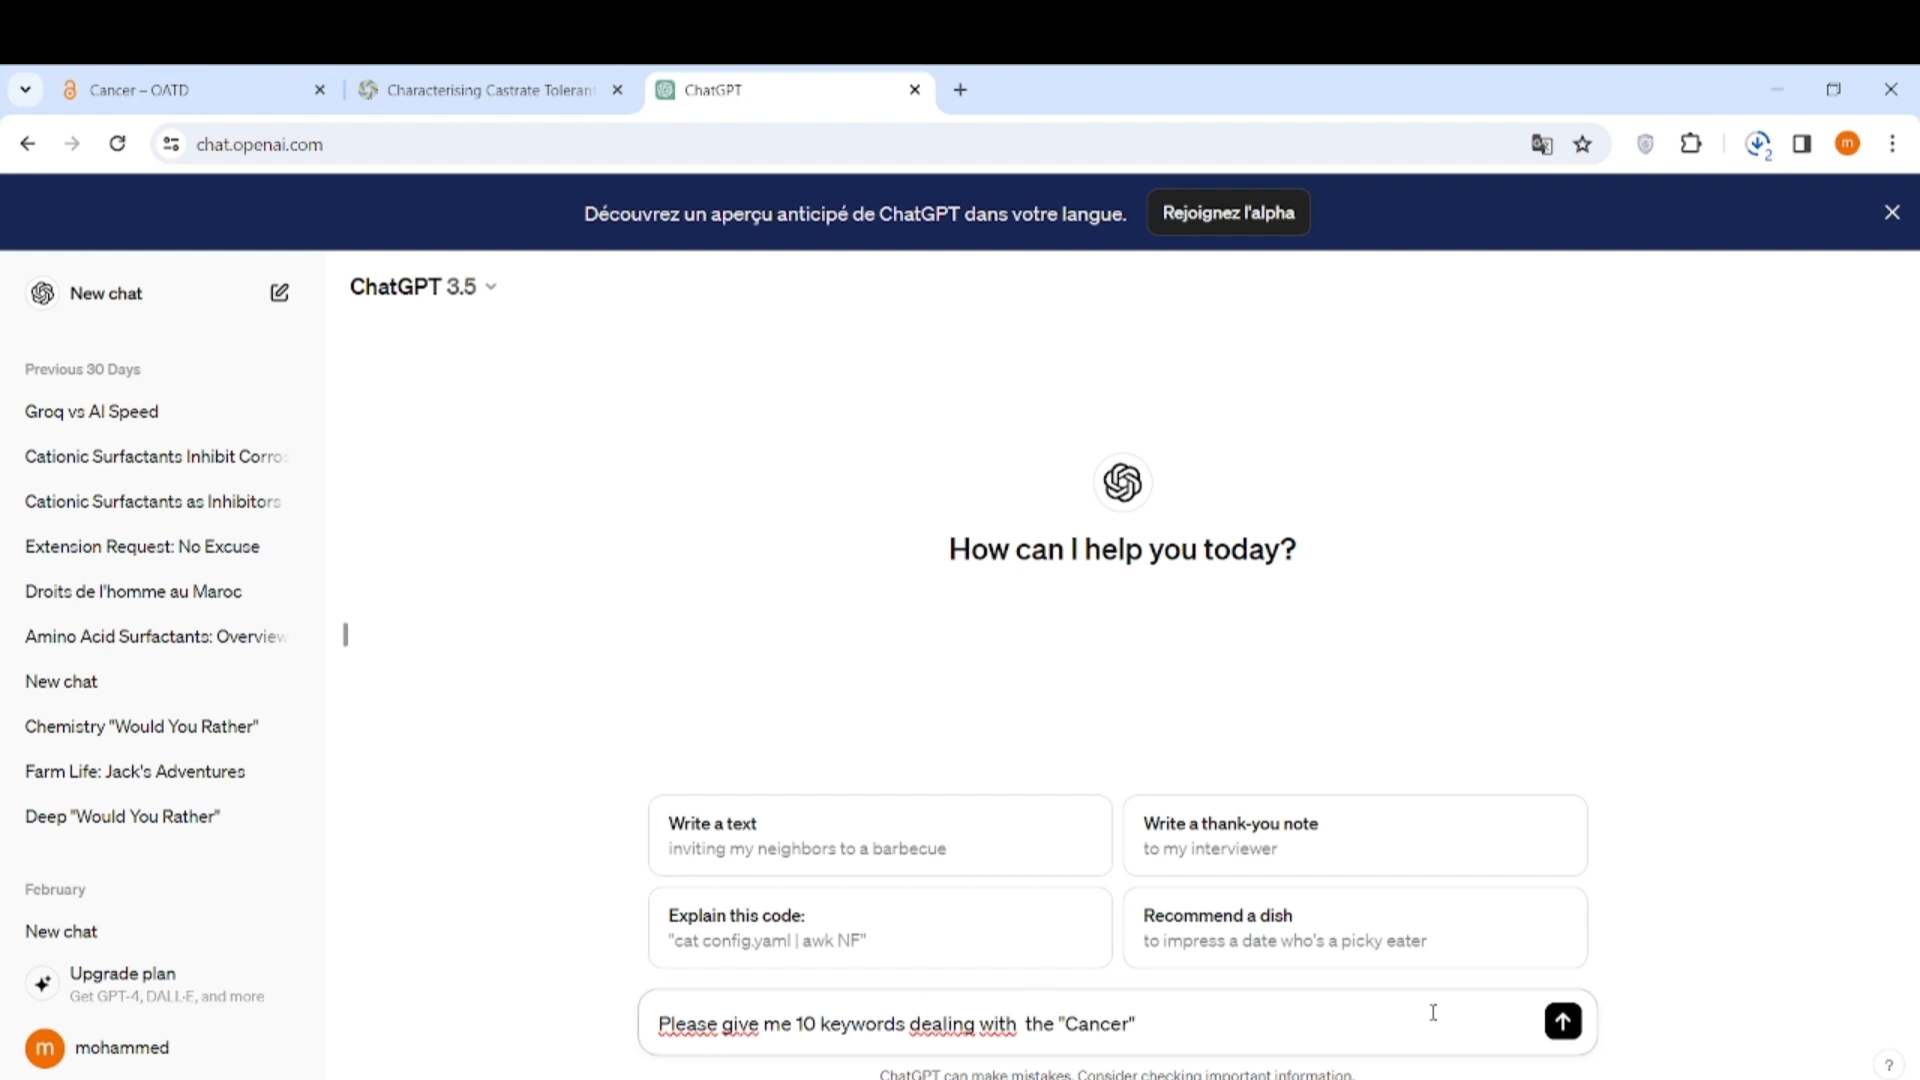 Cancer – OATD
Characterising Castrate Toleran
ChatGPT
chat.openai.com
2
m
Découvrez un aperçu anticipé de ChatGPT dans votre langue.
Rejoignez l'alpha
New chat
ChatGPT 3.5
Previous 30 Days
Groq vs AI Speed
Cationic Surfactants Inhibit Corros
Cationic Surfactants as Inhibitors
Extension Request: No Excuse
Droits de l'homme au Maroc
Amino Acid Surfactants: Overview
New chat
Chemistry "Would You Rather"
Farm Life: Jack's Adventures
Deep "Would You Rather"
February
New chat
Upgrade plan
Get GPT-4, DALL·E, and more
m
mohammed
How can I help you today?
Write a text
inviting my neighbors to a barbecue
Write a thank-you note
to my interviewer
Explain this code:
"cat config.yaml | awk NF"
Recommend a dish
to impress a date who's a picky eater
Please give me 10 keywords dealing with  the "Cancer"
ChatGPT can make mistakes. Consider checking important information.
?